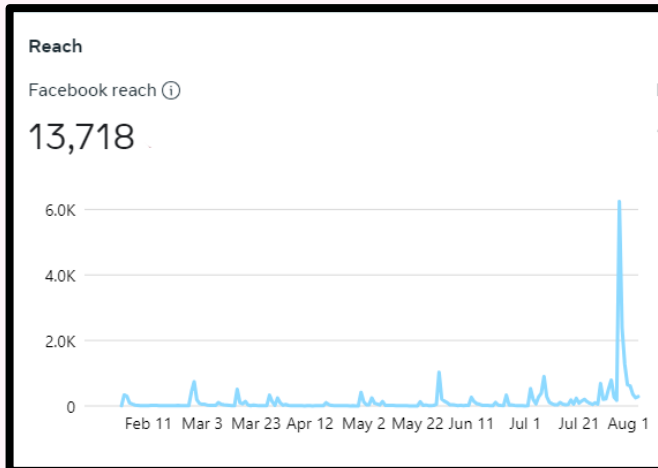 Reach
Facebook reach
13,718
6.0K
4.0K
2.0K
0
Feb 11 Mar 3 Mar 23 Apr 12 May 2 May 22 Jun 11 Jul 1 Jul 21 Aug 1